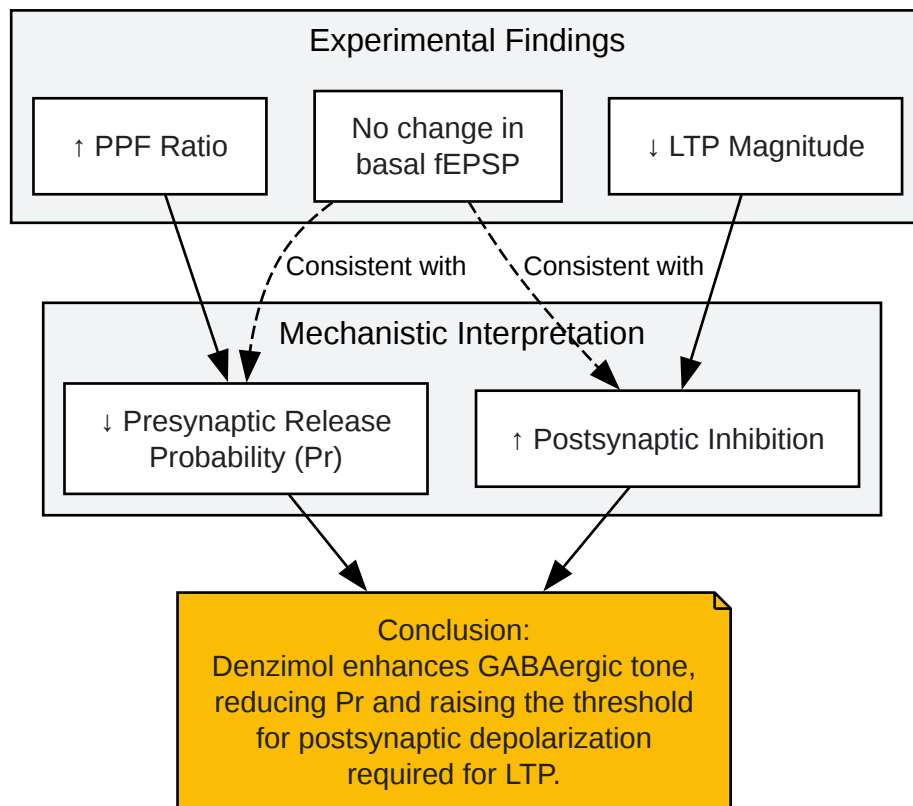 Experimental Findings
↑ PPF Ratio
No change in
basal fEPSP
↓ LTP Magnitude
Consistent with
Consistent with
Mechanistic Interpretation
↓ Presynaptic Release
Probability (Pr)
↑ Postsynaptic Inhibition
Conclusion:
Denzimol enhances GABAergic tone,
reducing Pr and raising the threshold
for postsynaptic depolarization
required for LTP.